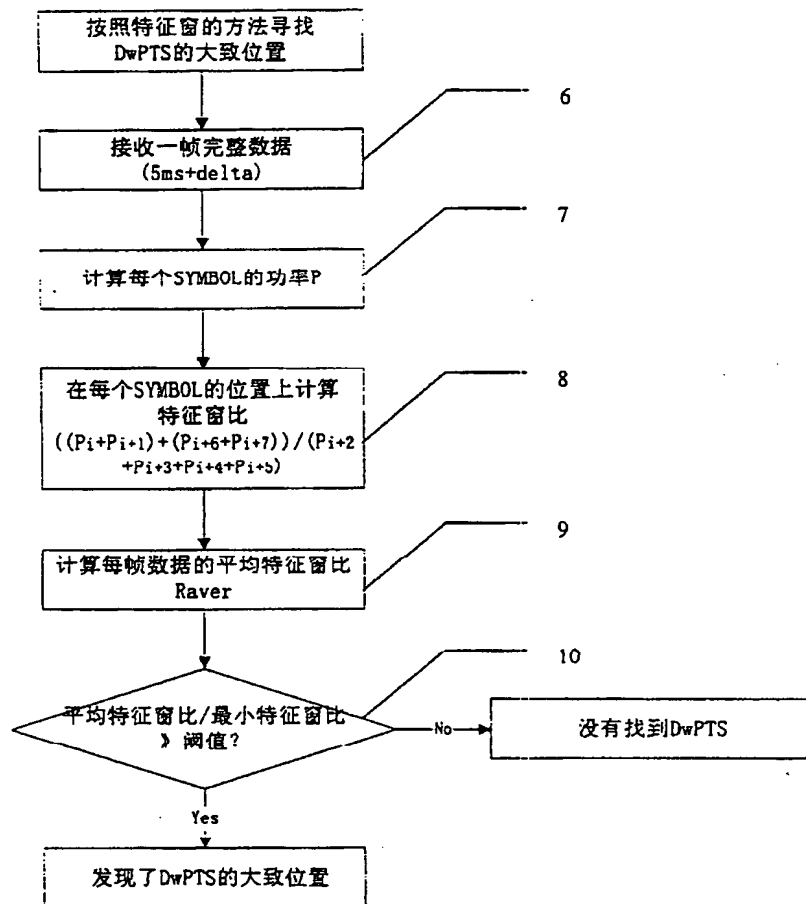 按照特征窗的方法寻找
DwPTS的大致位置
6
接收一帧完整数据
(5ms+delta)
7
计算每个SYMBOL的功率P
8
在每个SYMBOL的位置上计算
特征窗比
((Pi+Pi+1)+(Pi+6+Pi+7))/(Pi+2
+Pi+3+Pi+4+Pi+5)
9
计算每帧数据的平均特征窗比
Raver
10
平均特征窗比/最小特征窗比
》阈值?
No
没有找到DwPTS
Yes
发现了DwPTS的大致位置